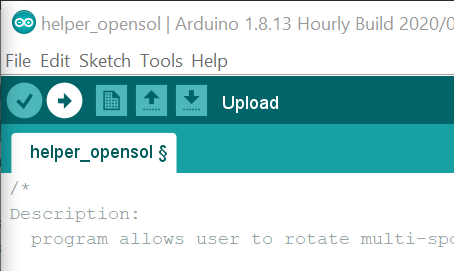 helper_opensol | Arduino 1.8.13 Hourly Build 2020/0
File Edit Sketch Tools Help
Upload
helper_opensol §
/*
Description:
program allows user to rotate multi-spo